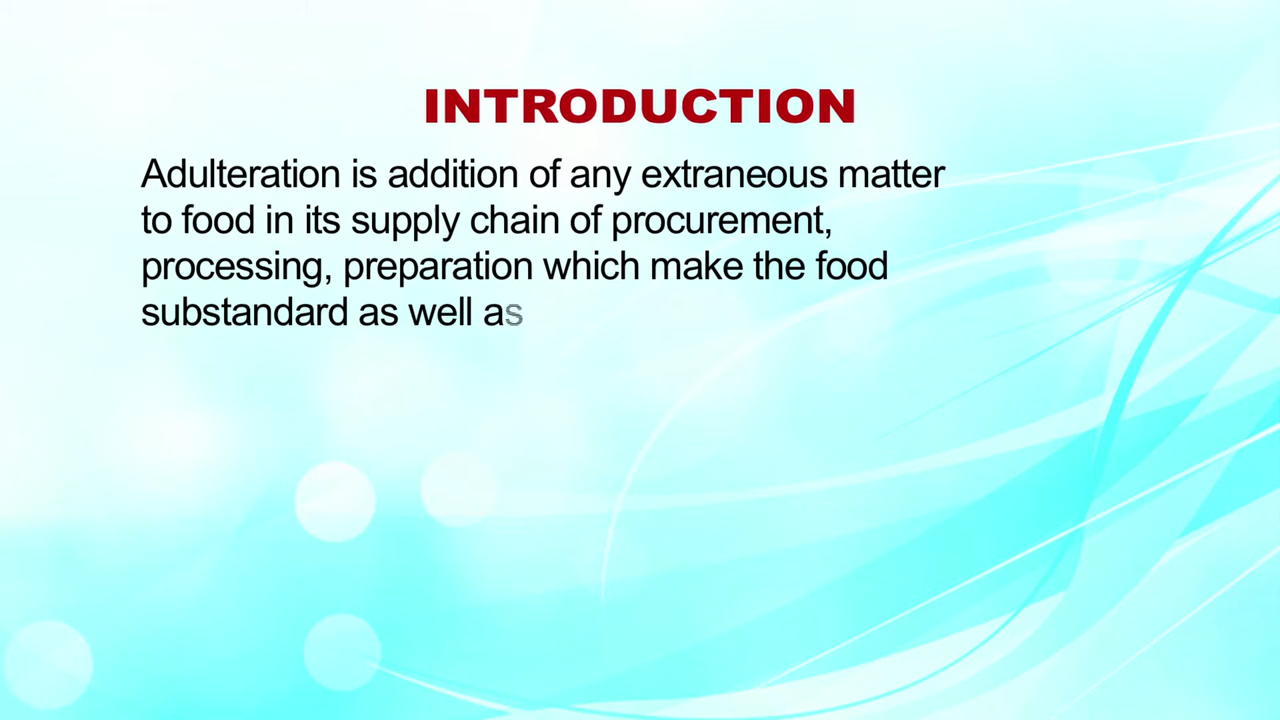 INTRODUCTION
Adulteration is addition of any extraneous matter
to food in its supply chain of procurement,
processing, preparation which make the food
substandard as well as